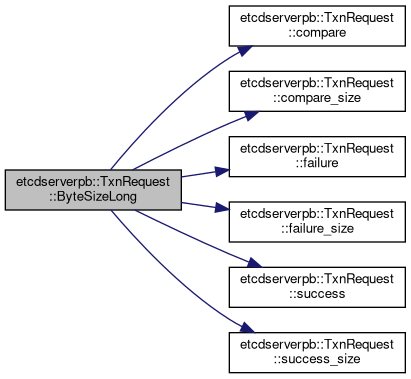 etcdserverpb::TxnRequest
::ByteSizeLong
etcdserverpb::TxnRequest
::compare
etcdserverpb::TxnRequest
::compare_size
etcdserverpb::TxnRequest
::failure
etcdserverpb::TxnRequest
::failure_size
etcdserverpb::TxnRequest
::success
etcdserverpb::TxnRequest
::success_size